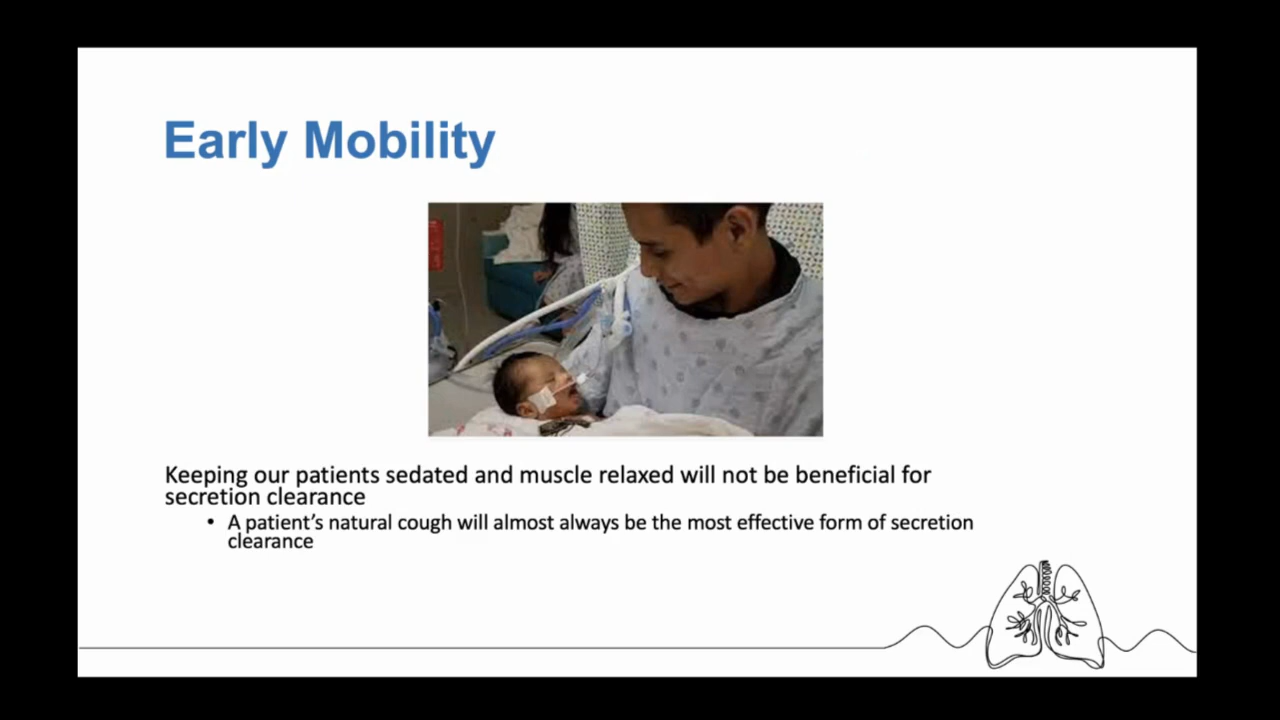 Early Mobility
Keeping our patients sedated and muscle relaxed will not be beneficial for
secretion clearance
• A patient's natural cough will almost always be the most effective form of secretion
clearance